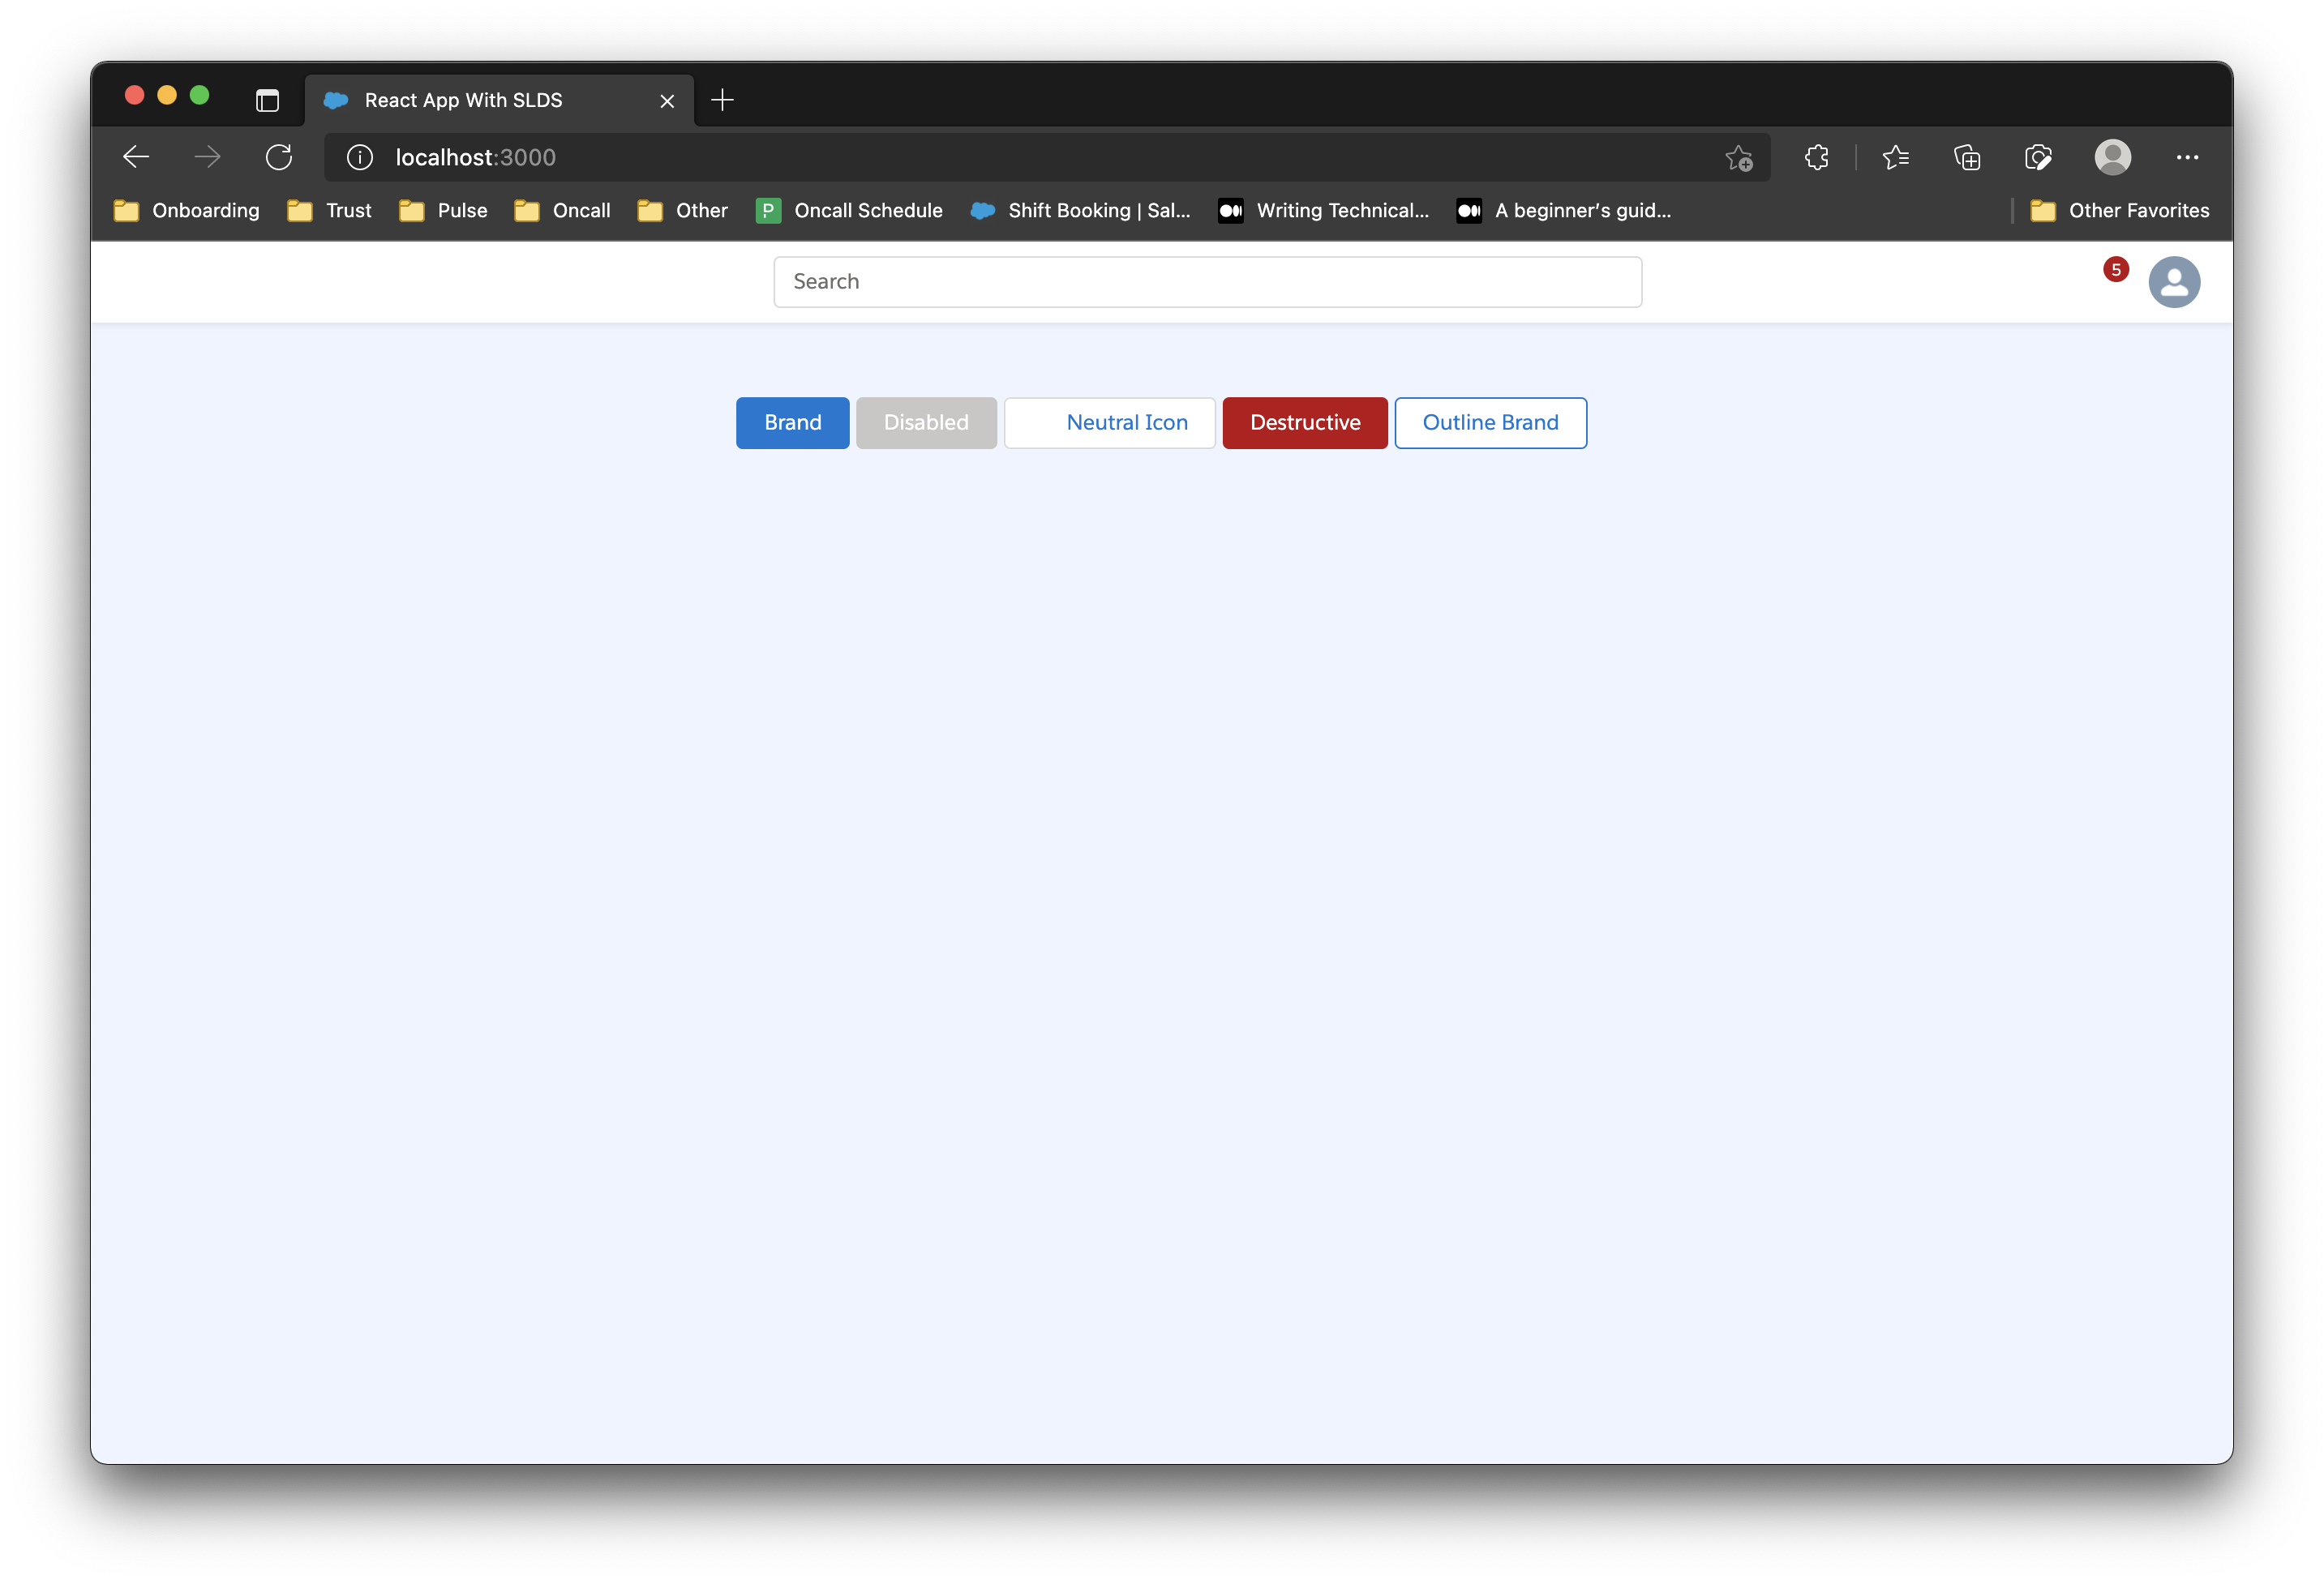 React App With SLDS
localhost:3000
Onboarding Trust Pulse Oncall Other P Oncall Schedule Shift Booking | Sal... Writing Technical... A beginner's guid... Other Favorites
Search 5
Brand Disabled Neutral Icon Destructive Outline Brand